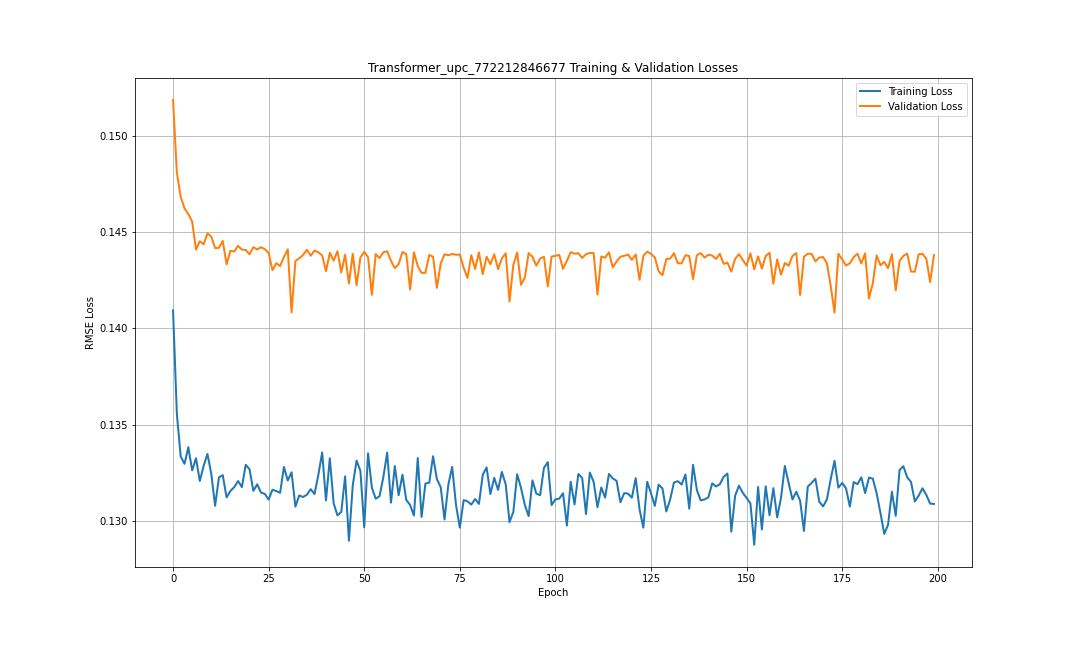 Transformer_upc_772212846677 Training & Validation Losses
Training Loss
Validation Loss
RMSE Loss
0.150
0.145
0.140
0.135
0.130
0 25 50 75 100 125 150 175 200
Epoch